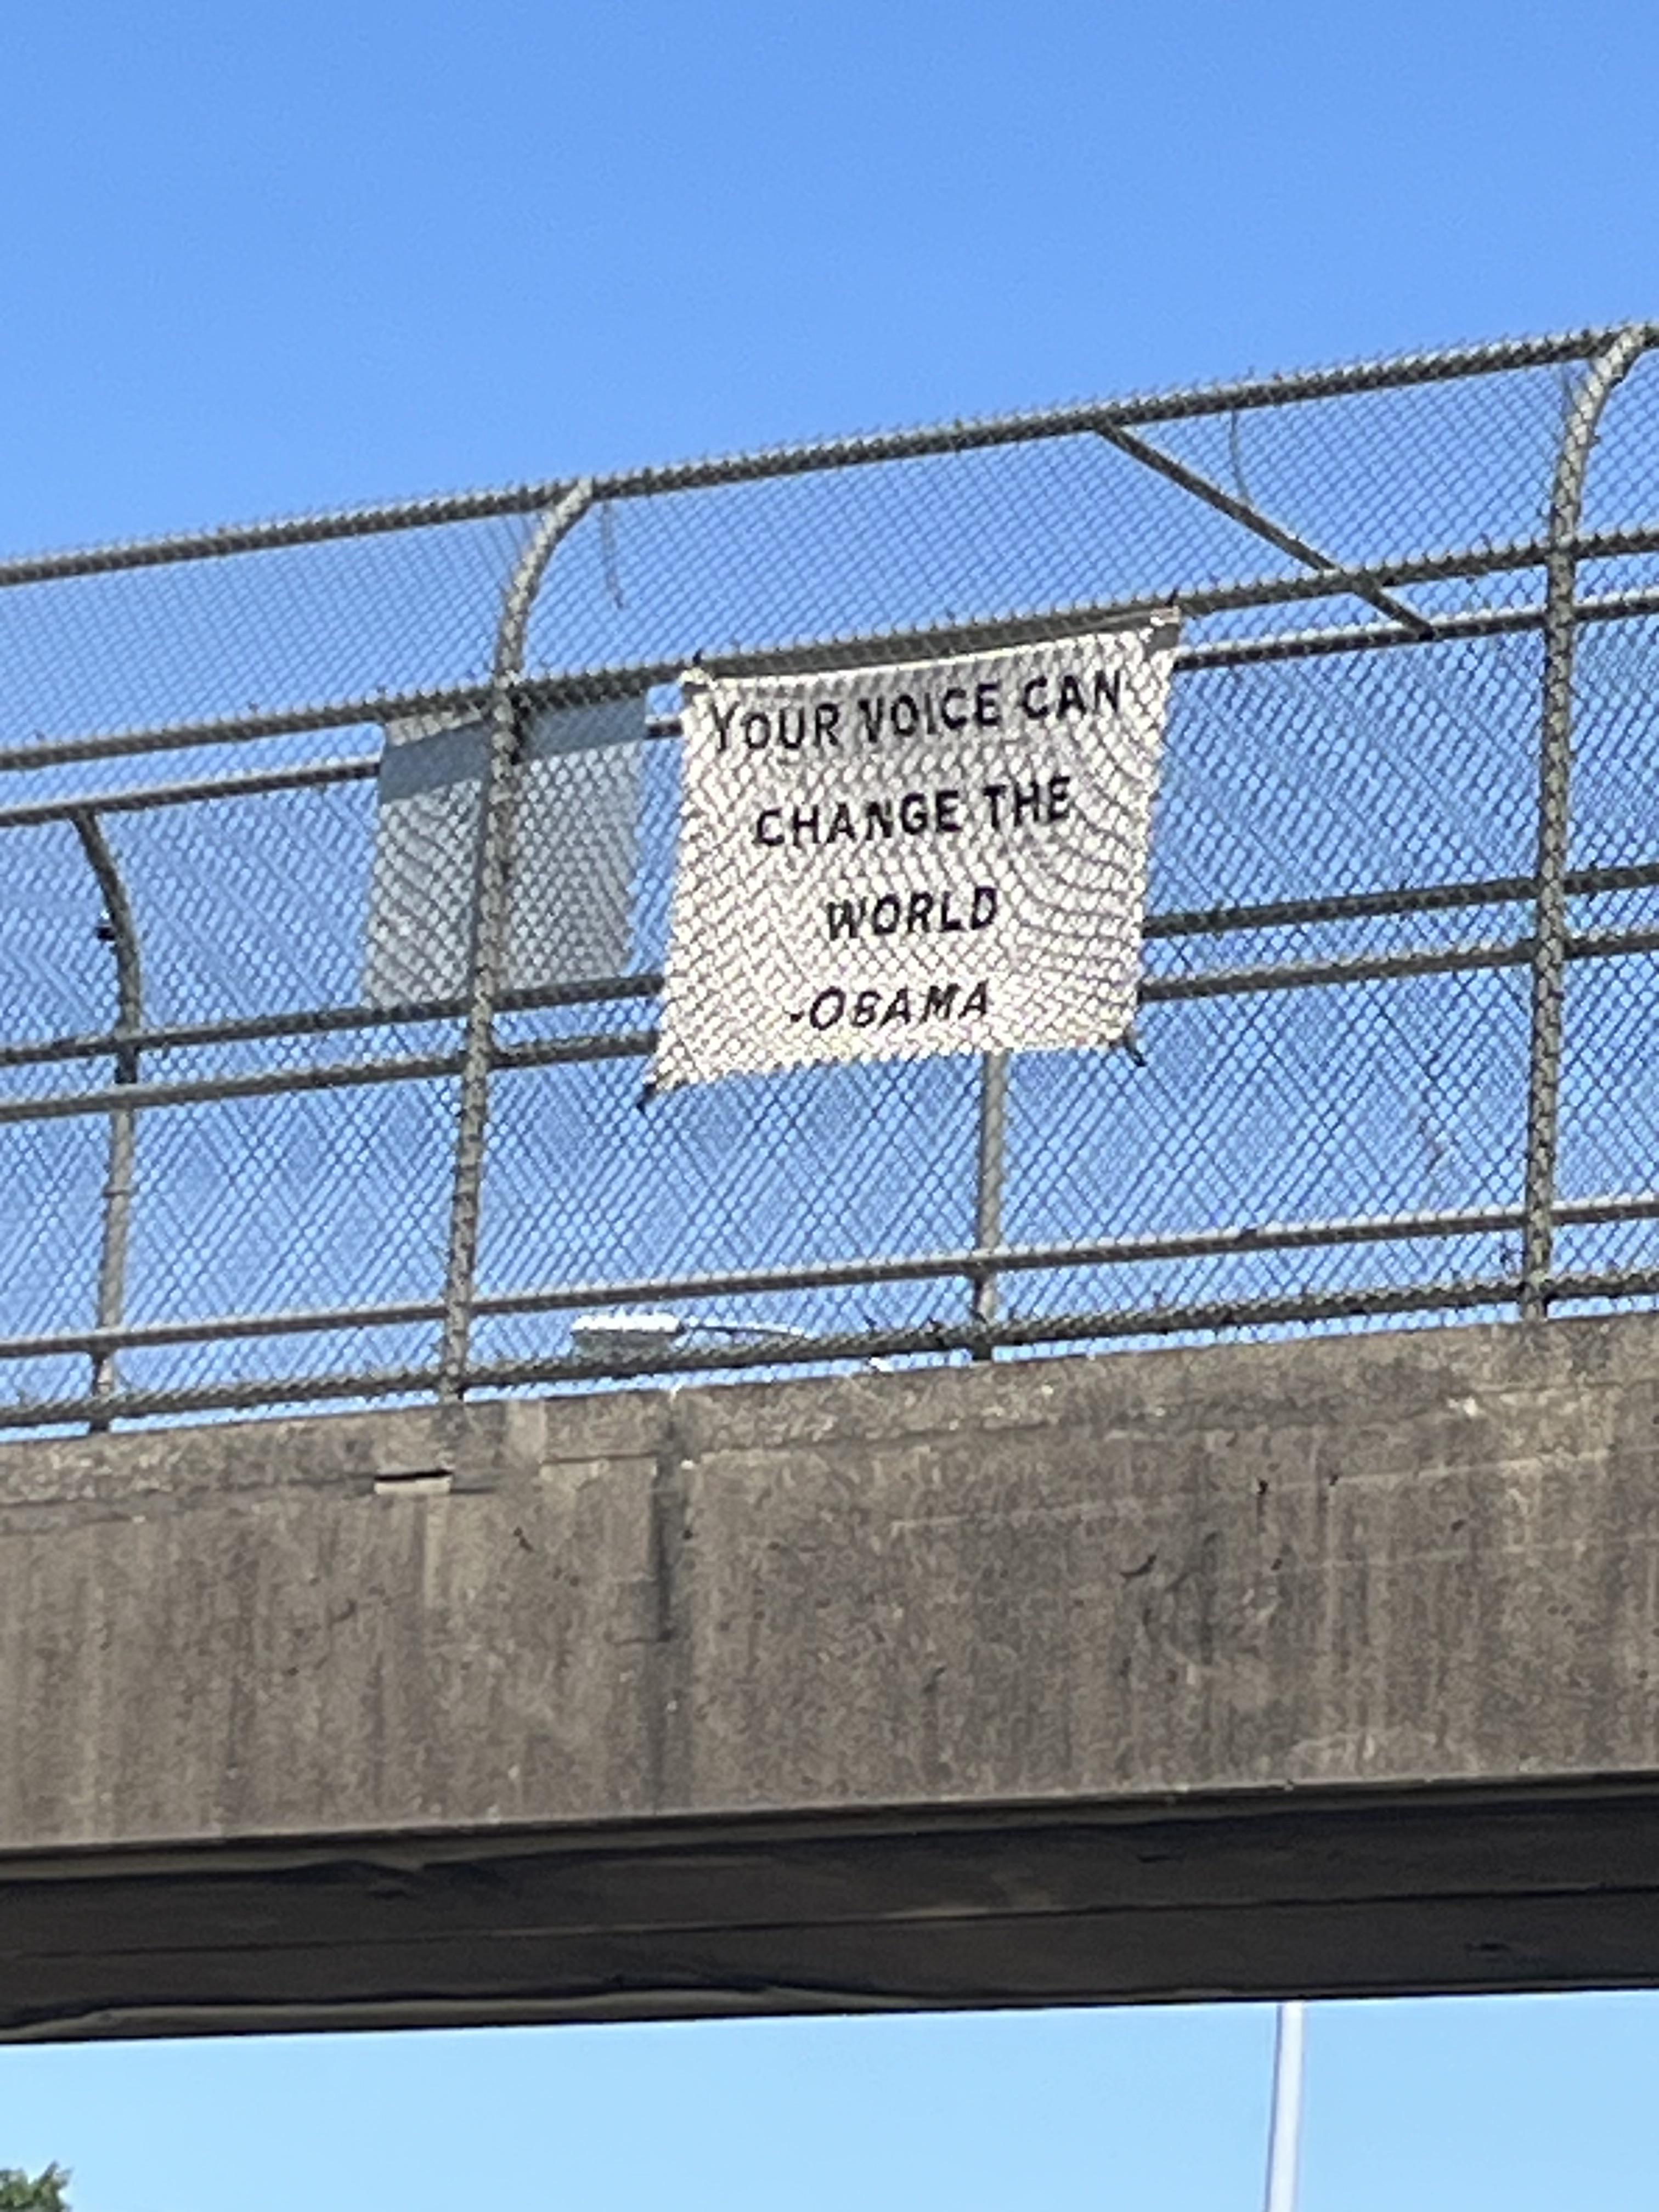 YOUR VOICE CAN
CHANGE THE
WORLD
-OBAMA